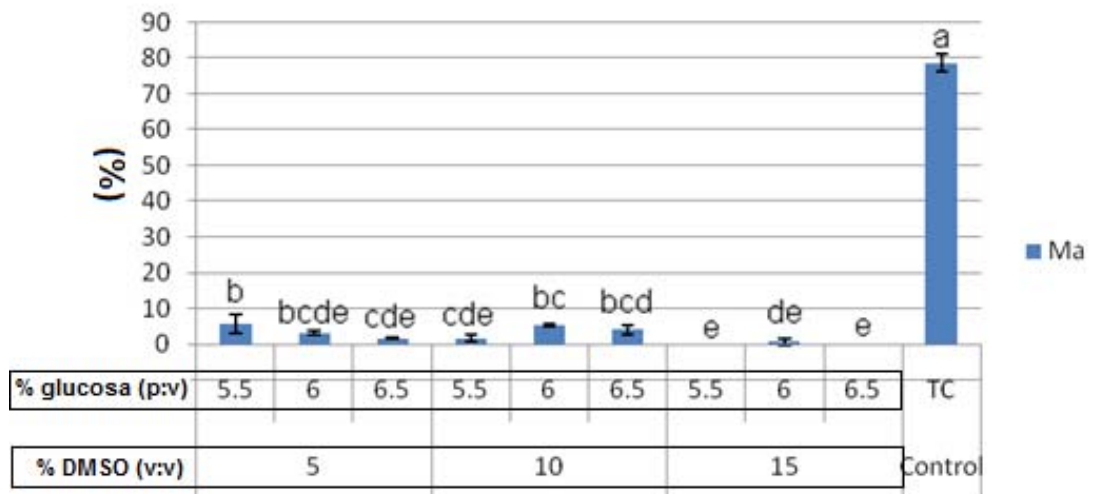 90
80
70
60
50
40
30
20
10
0
(%)
b
bcde
cde
cde
bc
bcd
e
de
e
a
Ma
% glucosa (p:v) 5.5 6 6.5 5.5 6 6.5 5.5 6 6.5 TC
% DMSO (v:v) 5 10 15 Control